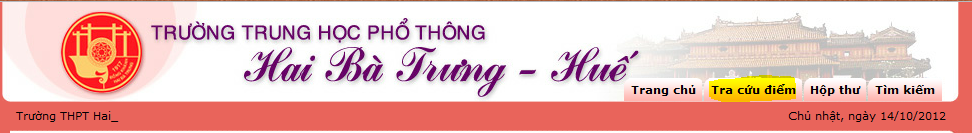 TRƯỜNG TRUNG HỌC PHỔ THÔNG
Hai Bà Trưng - Huế
Trang chủ Tra cứu điểm Hộp thư Tìm kiếm
Trường THPT Hai_ Chủ nhật, ngày 14/10/2012